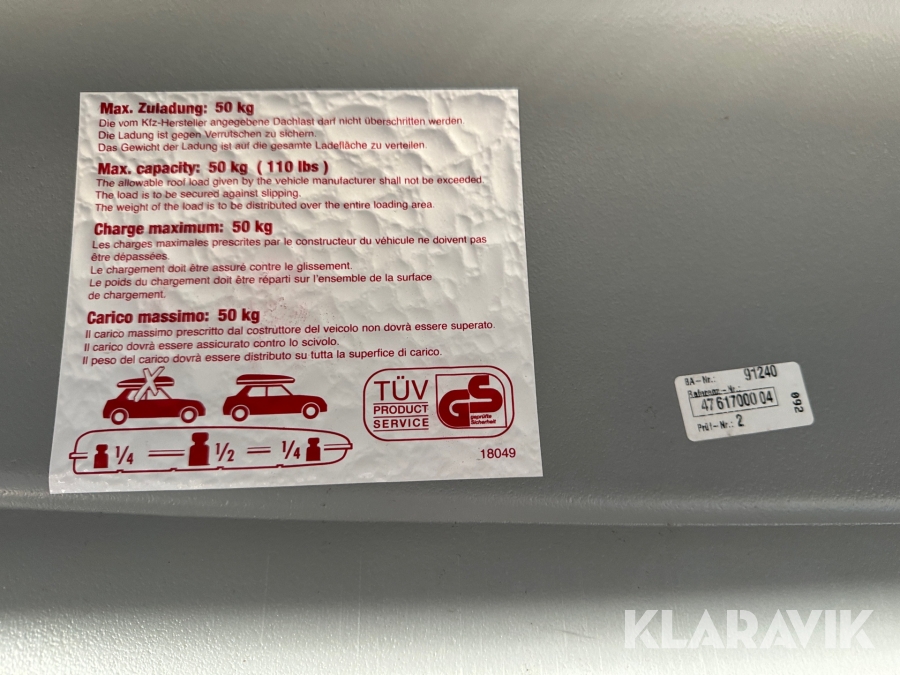 Max. Zuladung: 50 kg
Die vom Kfz-Hersteller angegebene Dachlast darf nicht überschritten werden.
Die Ladung ist gegen Verrutschen zu sichern.
Das Gewicht der Ladung ist auf die gesamte Ladefläche zu verteilen.
Max. capacity: 50 kg ( 110 lbs )
The allowable roof load given by the vehicle manufacturer shall not be exceeded.
The load is to be secured against slipping.
The weight of the load is to be distributed over the entire loading area.
Charge maximum: 50 kg
Les charges maximales prescrites par le constructeur du véhicule ne doivent pas
être dépassées.
Le chargement doit être assuré contre le glissement.
Le poids du chargement doit être réparti sur l'ensemble de la surface
de chargement.
Carico massimo: 50 kg
Il carico massimo prescritto dal costruttore del veicolo non dovrà essere superato.
Il carico dovrà essere assicurato contro lo scivolo.
Il peso del carico dovrà essere distributo su tutta la superfice di carico.
TÜV
PRODUCT
SERVICE
GS
geprüfte
Sicherheit
1/4 = 1/2 = 1/4
18049
BA-Nr.: 91240
47 617000 04
Prüf-Nr.: 2
092
KLARAVIK